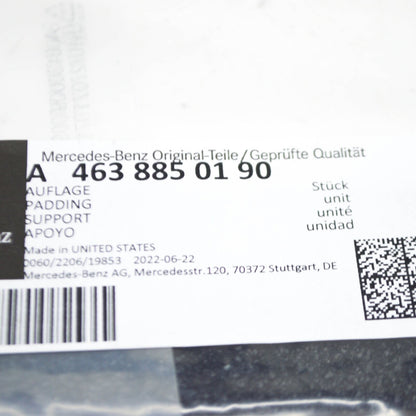 Mercedes-Benz Original-Teile/Geprüfte Qualität
A 463 885 01 90
AUFLAGE Stück
PADDING unit
SUPPORT unité
APOYO unidad
Made in UNITED STATES
0060/2206/19853 2022-06-22
Mercedes-Benz AG, Mercedesstr.120, 70372 Stuttgart, DE